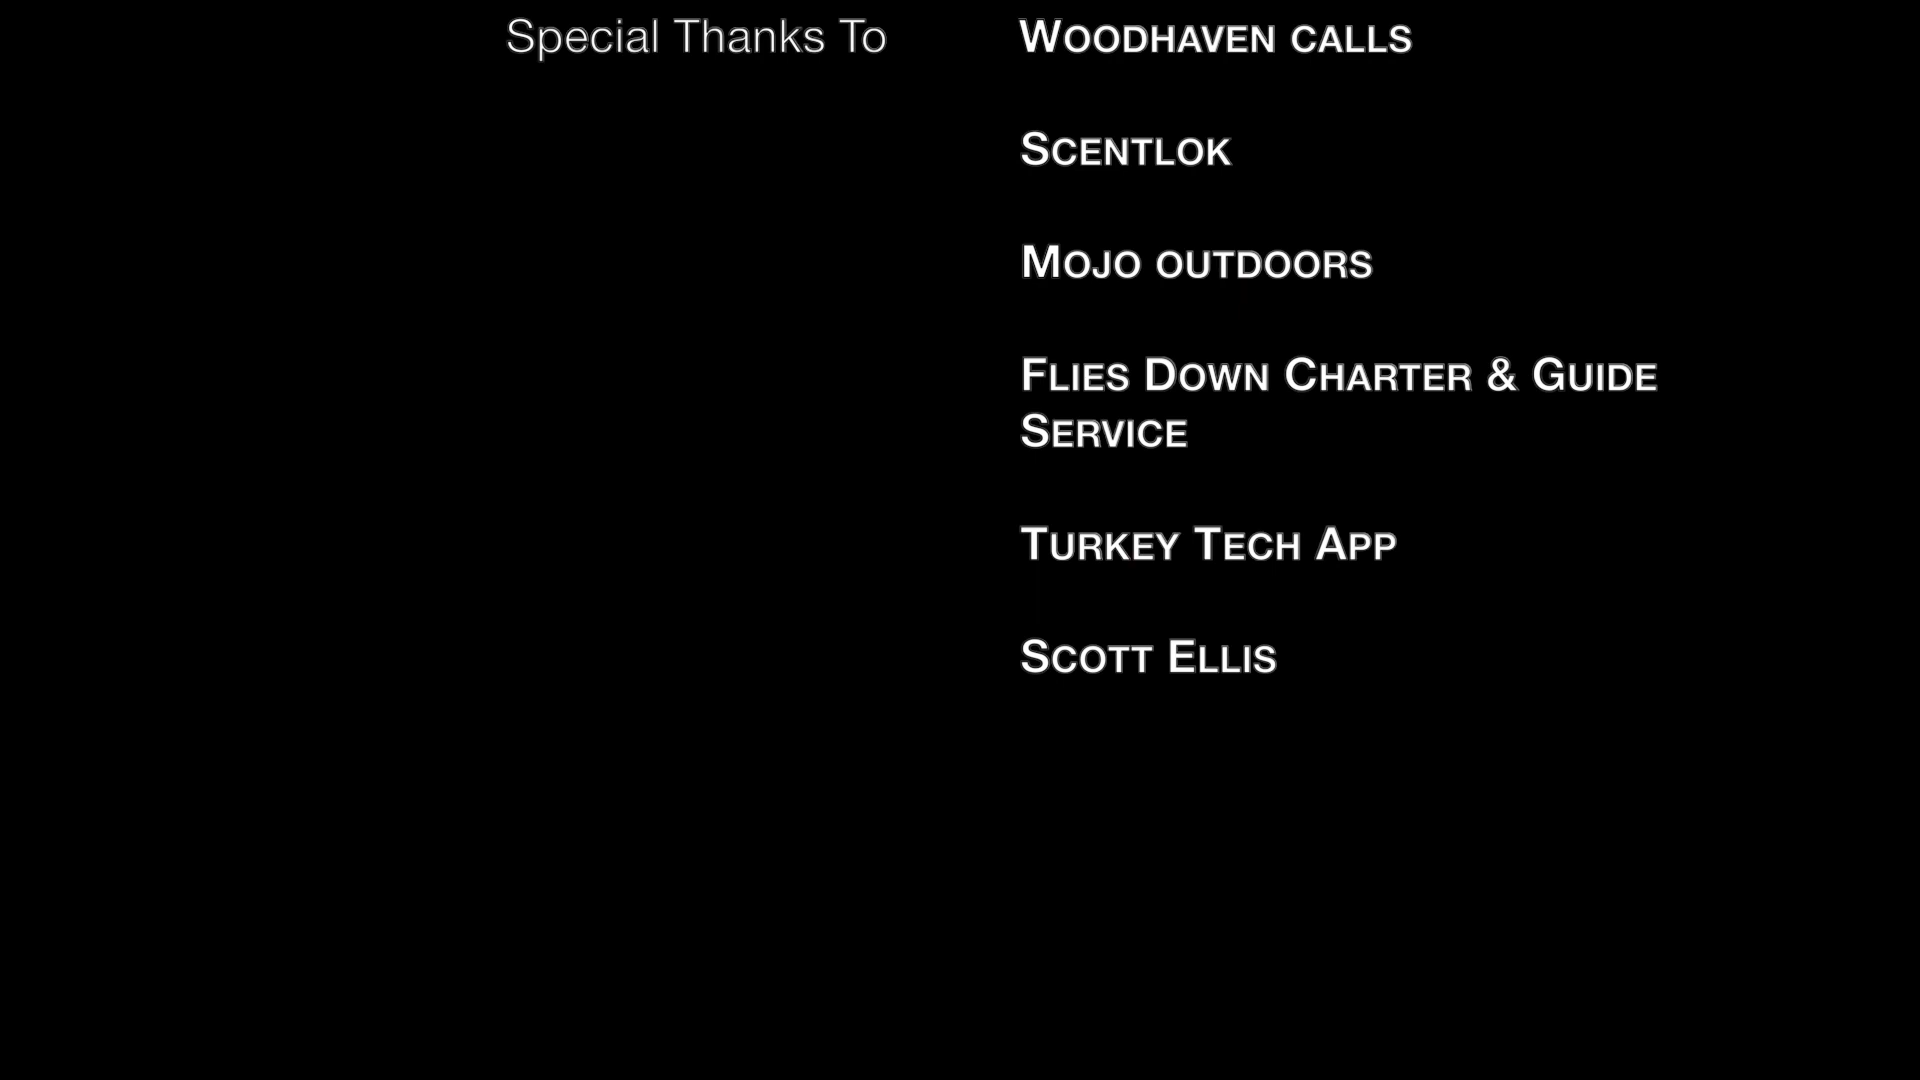 Special Thanks To WOODHAVEN CALLS
SCENTLOK
MOJO OUTDOORS
FLIES DOWN CHARTER & GUIDE
SERVICE
TURKEY TECH APP
SCOTT ELLIS